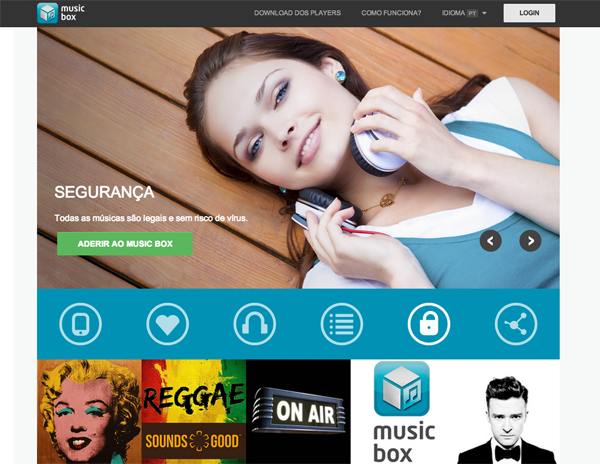 music
box
DOWNLOAD DOS PLAYERS
COMO FUNCIONA?
IDIOMA PT
LOGIN
SEGURANÇA
Todas as músicas são legais e sem risco de vírus.
ADERIR AO MUSIC BOX
REGGAE
SOUNDS GOOD
ON AIR
music
box